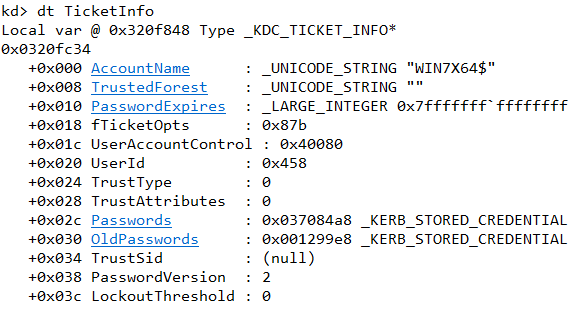 kd> dt TicketInfo
Local var @ 0x320f848 Type _KDC_TICKET_INFO*
0x0320fc34
   +0x000 AccountName      : _UNICODE_STRING "WIN7X64$"
   +0x008 TrustedForest    : _UNICODE_STRING ""
   +0x010 PasswordExpires  : _LARGE_INTEGER 0x7fffffff`ffffffff
   +0x018 fTicketOpts      : 0x87b
   +0x01c UserAccountControl : 0x40080
   +0x020 UserId           : 0x458
   +0x024 TrustType        : 0
   +0x028 TrustAttributes  : 0
   +0x02c Passwords        : 0x037084a8 _KERB_STORED_CREDENTIAL
   +0x030 OldPasswords     : 0x001299e8 _KERB_STORED_CREDENTIAL
   +0x034 TrustSid         : (null)
   +0x038 PasswordVersion  : 2
   +0x03c LockoutThreshold : 0